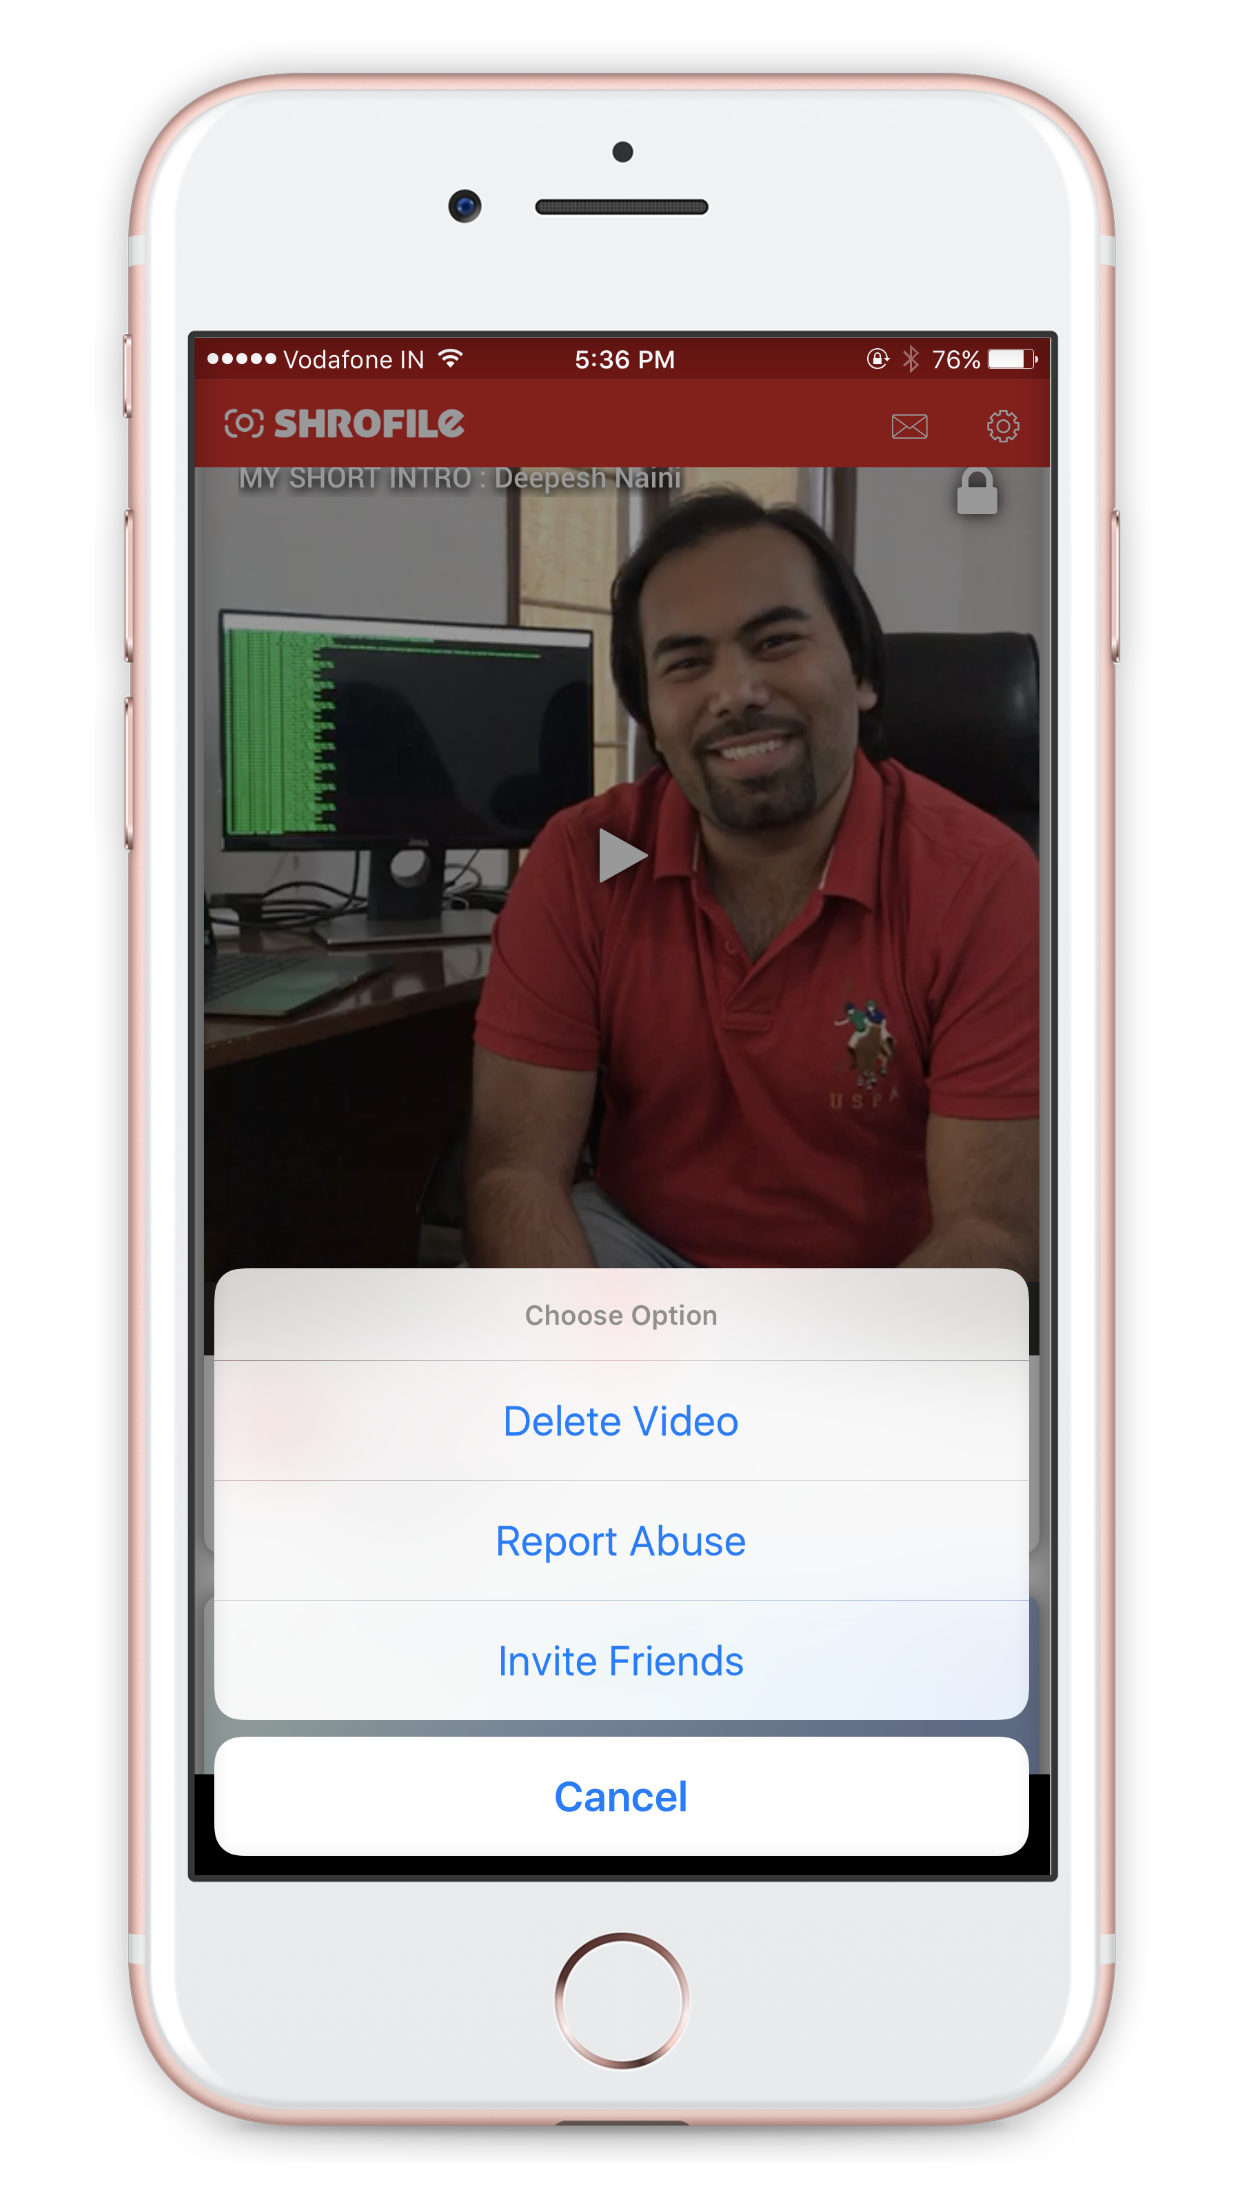 Vodafone IN 5:36 PM 76%
SHROFILE
MY SHORT INTRO : Deepesh Naini
USPA
Choose Option
Delete Video
Report Abuse
Invite Friends
Cancel